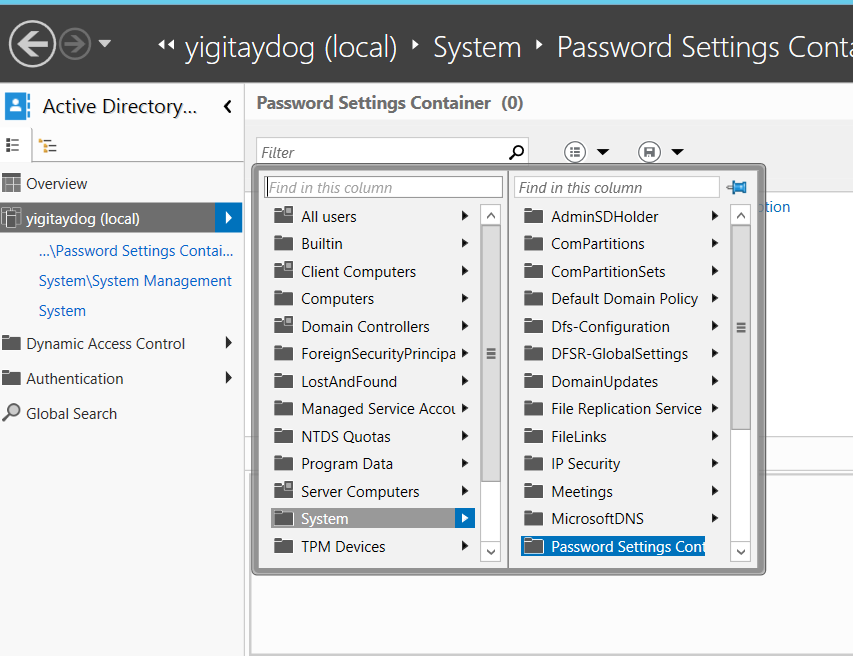 yigitaydog (local) System Password Settings Conta
Active Directory...
Password Settings Container (0)
Filter
Overview
yigitaydog (local)
...\Password Settings Contai...
System\System Management
System
Dynamic Access Control
Authentication
Global Search
Find in this column
All users
Builtin
Client Computers
Computers
Domain Controllers
ForeignSecurityPrincipa
LostAndFound
Managed Service Accou
NTDS Quotas
Program Data
Server Computers
System
TPM Devices
Find in this column
AdminSDHolder
ComPartitions
ComPartitionSets
Default Domain Policy
Dfs-Configuration
DFSR-GlobalSettings
DomainUpdates
File Replication Service
FileLinks
IP Security
Meetings
MicrosoftDNS
Password Settings Cont
ption